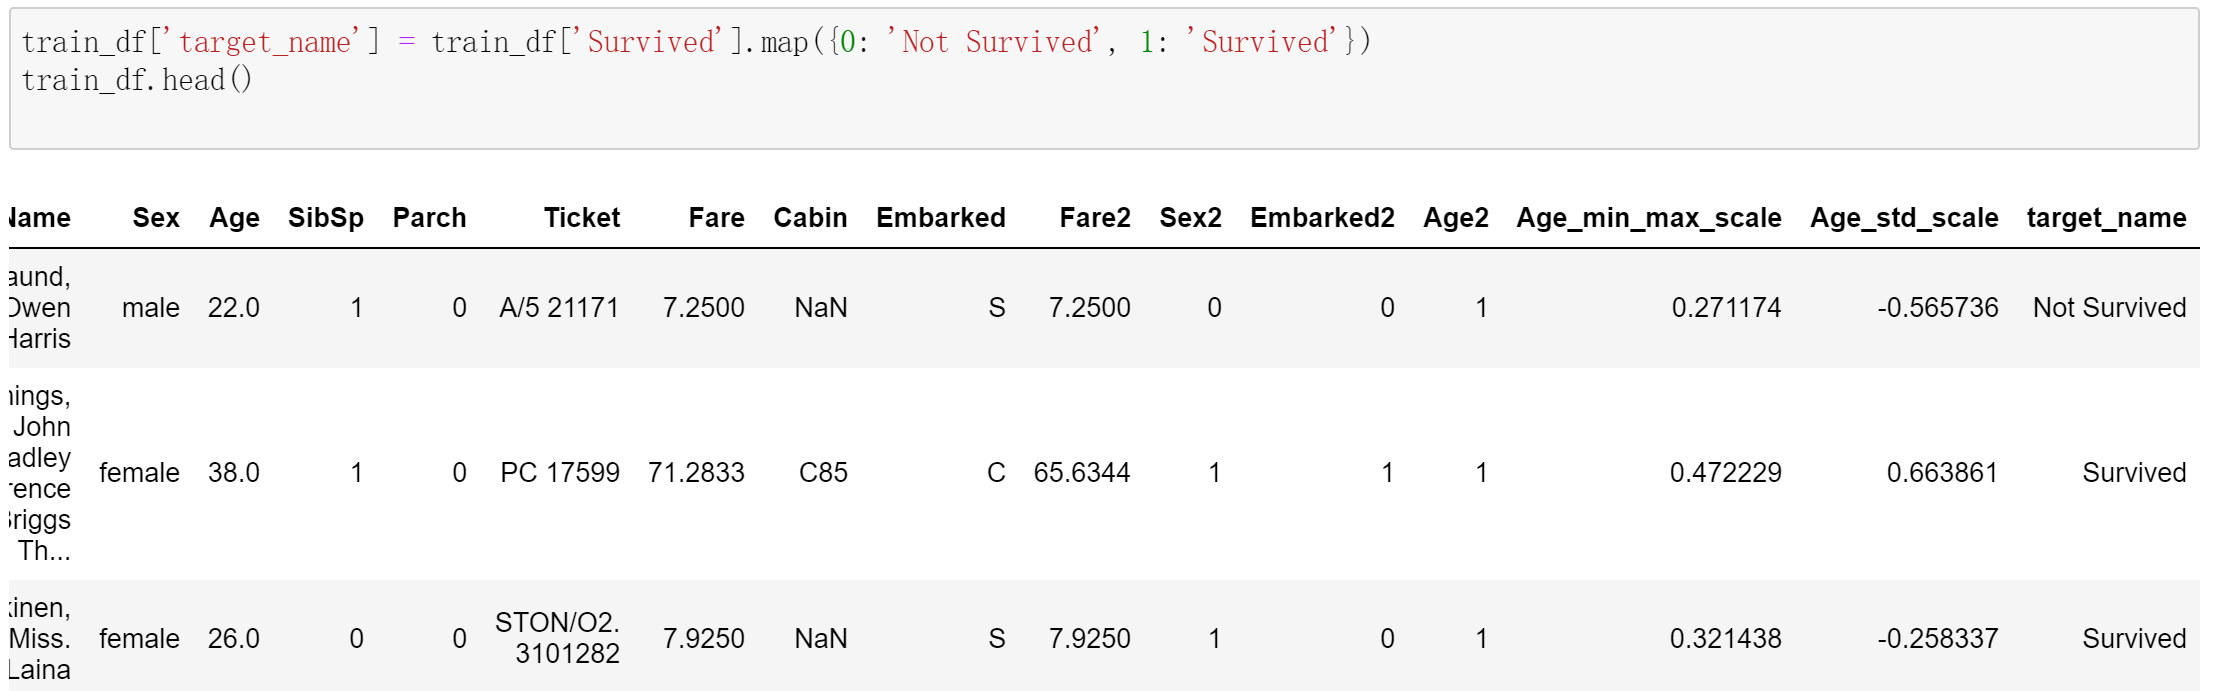 train_df['target_name'] = train_df['Survived'].map({0: 'Not Survived', 1: 'Survived'})
train_df.head()
Name Sex Age SibSp Parch Ticket Fare Cabin Embarked Fare2 Sex2 Embarked2 Age2 Age_min_max_scale Age_std_scale target_name
aund,
Owen
Harris
male 22.0 1 0 A/5 21171 7.2500 NaN S 7.2500 0 0 1 0.271174 -0.565736 Not Survived
nings,
John
adley
rence
Briggs
Th...
female 38.0 1 0 PC 17599 71.2833 C85 C 65.6344 1 1 1 0.472229 0.663861 Survived
kinen,
Miss.
Laina
female 26.0 0 0 STON/O2.
3101282
7.9250 NaN S 7.9250 1 0 1 0.321438 -0.258337 Survived